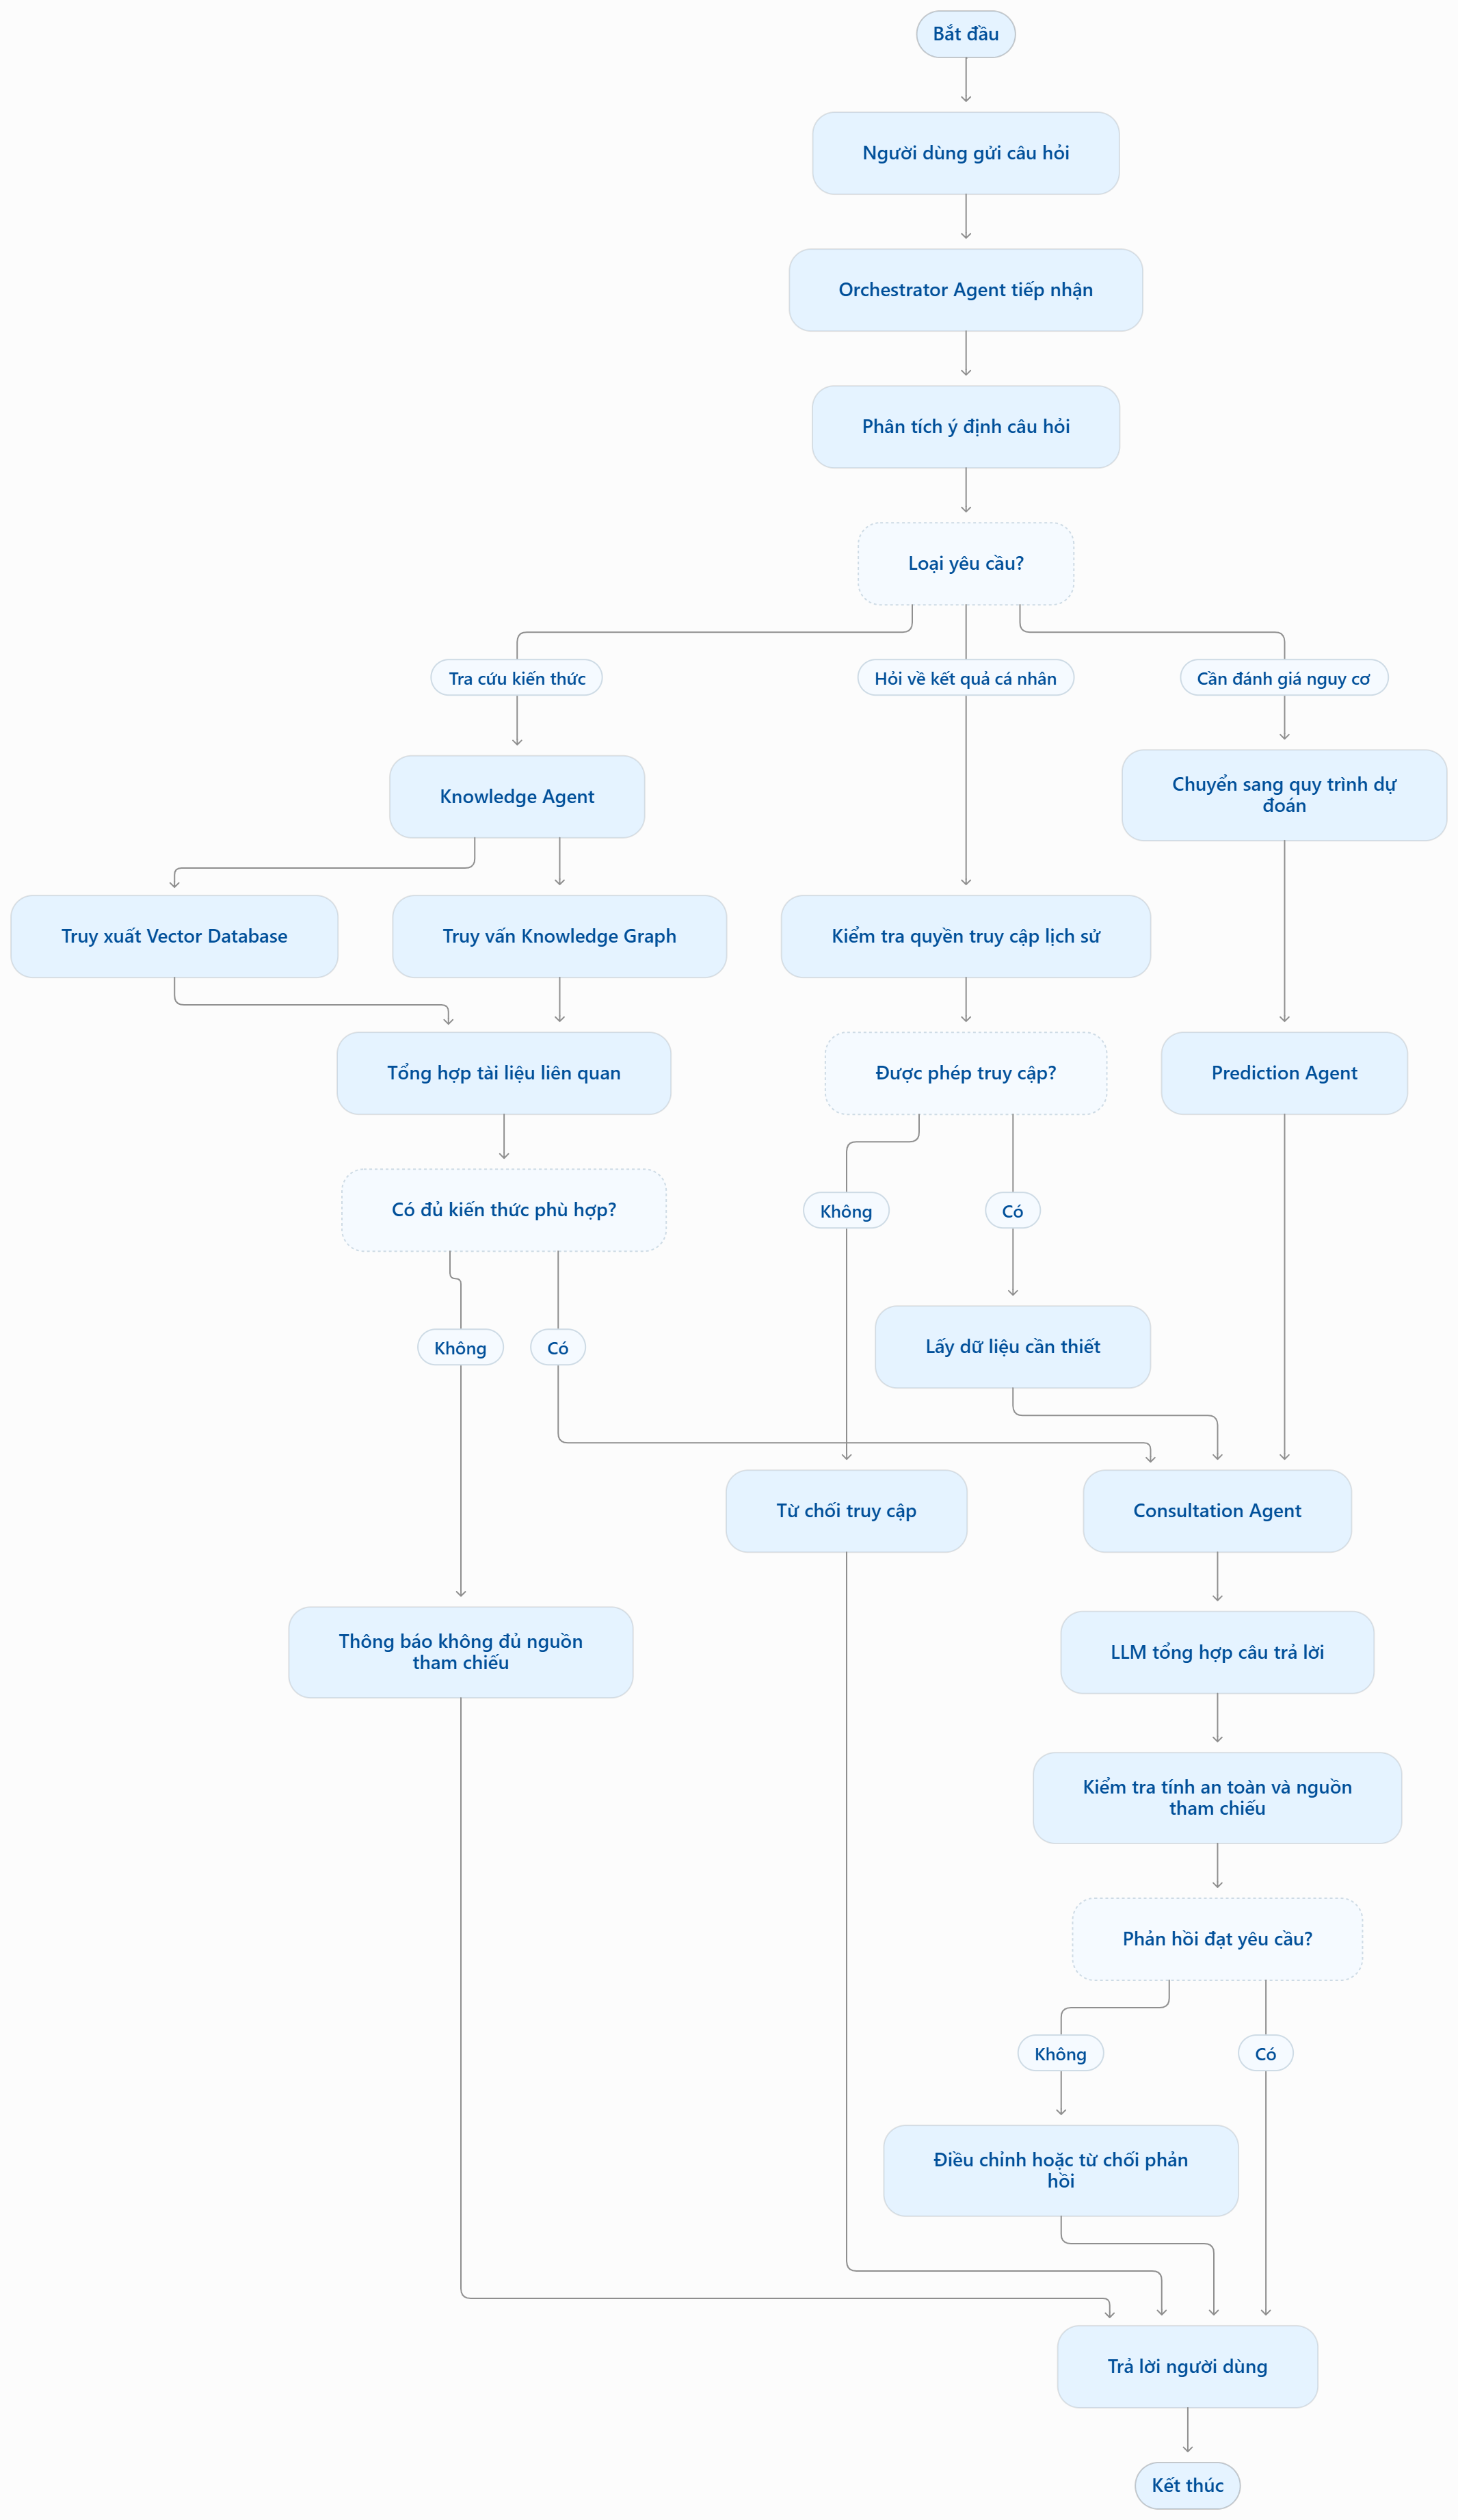 Bắt đầu
Người dùng gửi câu hỏi
Orchestrator Agent tiếp nhận
Phân tích ý định câu hỏi
Loại yêu cầu?
Tra cứu kiến thức
Hỏi về kết quả cá nhân
Cần đánh giá nguy cơ
Knowledge Agent
Chuyển sang quy trình dự
đoán
Truy xuất Vector Database
Truy vấn Knowledge Graph
Kiểm tra quyền truy cập lịch sử
Tổng hợp tài liệu liên quan
Được phép truy cập?
Prediction Agent
Có đủ kiến thức phù hợp?
Không
Có
Không
Có
Lấy dữ liệu cần thiết
Từ chối truy cập
Consultation Agent
Thông báo không đủ nguồn
tham chiếu
LLM tổng hợp câu trả lời
Kiểm tra tính an toàn và nguồn
tham chiếu
Phản hồi đạt yêu cầu?
Không
Có
Điều chỉnh hoặc từ chối phản
hồi
Trả lời người dùng
Kết thúc